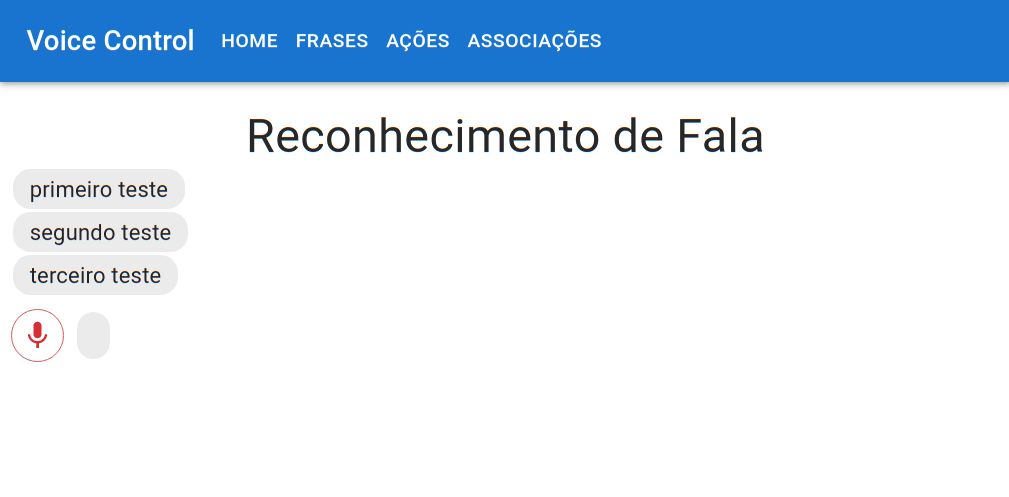 Voice Control HOME FRASES AÇÕES ASSOCIAÇÕES
Reconhecimento de Fala
primeiro teste
segundo teste
terceiro teste